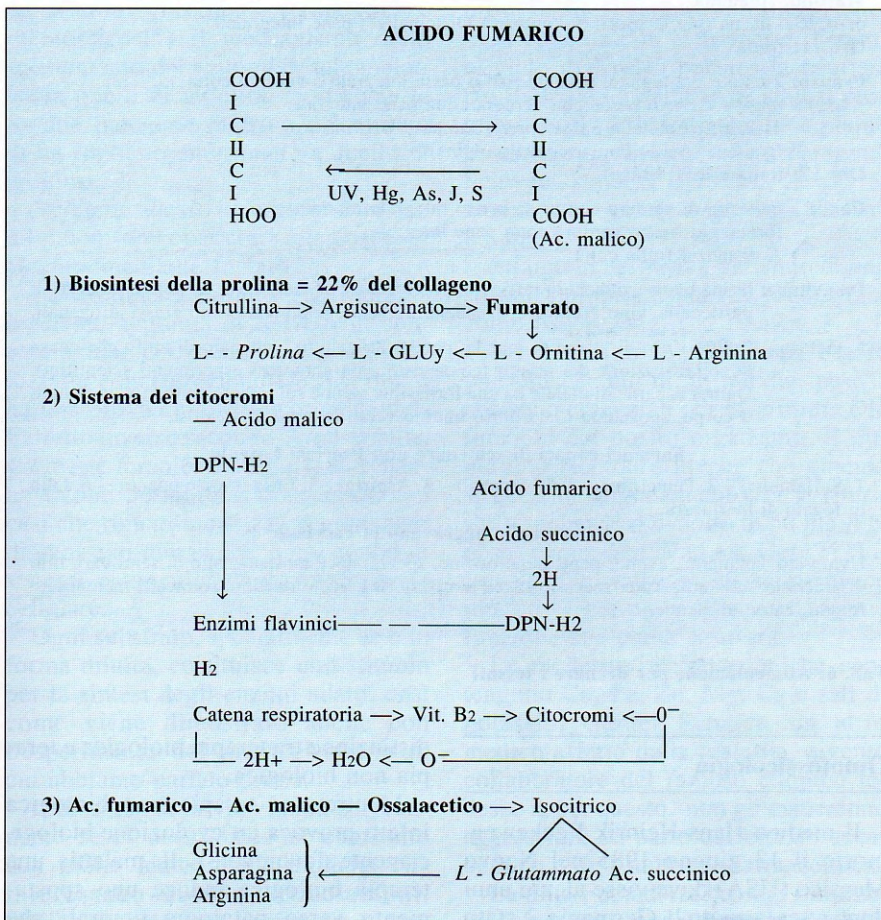 ACIDO FUMARICO
COOH COOH
I I
C C
II II
C C
I I
HOO COOH
UV, Hg, As, J, S
(Ac. malico)
1) Biosintesi della prolina = 22% del collageno
Citrullina—> Argisuccinato—> Fumarato
L- - Prolina <— L - GLUy <— L - Ornitina <— L - Arginina
2) Sistema dei citocromi
— Acido malico
DPN-H2
Acido fumarico
Acido succinico
2H
Enzimi flavinici—— — ———DPN-H2
H2
Catena respiratoria —> Vit. B2 —> Citocromi <—0⁻
2H+ —> H2O <— O⁻
3) Ac. fumarico — Ac. malico — Ossalacetico —> Isocitrico
Glicina
Asparagina L - Glutammato Ac. succinico
Arginina